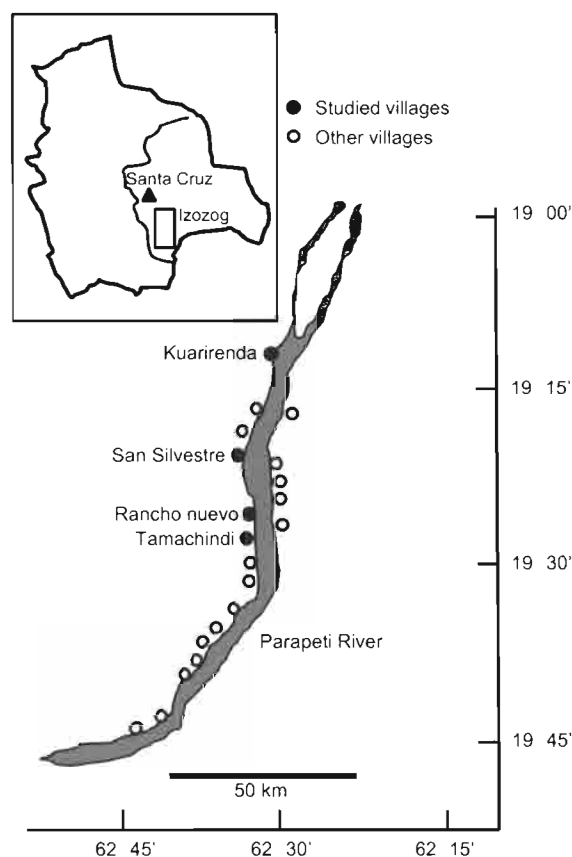 Studied villages
Other villages
Santa Cruz
Izozog
19 00'
Kuarirenda
19 15'
San Silvestre
Rancho nuevo
Tamachindi
19 30'
Parapeti River
19 45'
50 km
62 45'
62 30'
62 15'